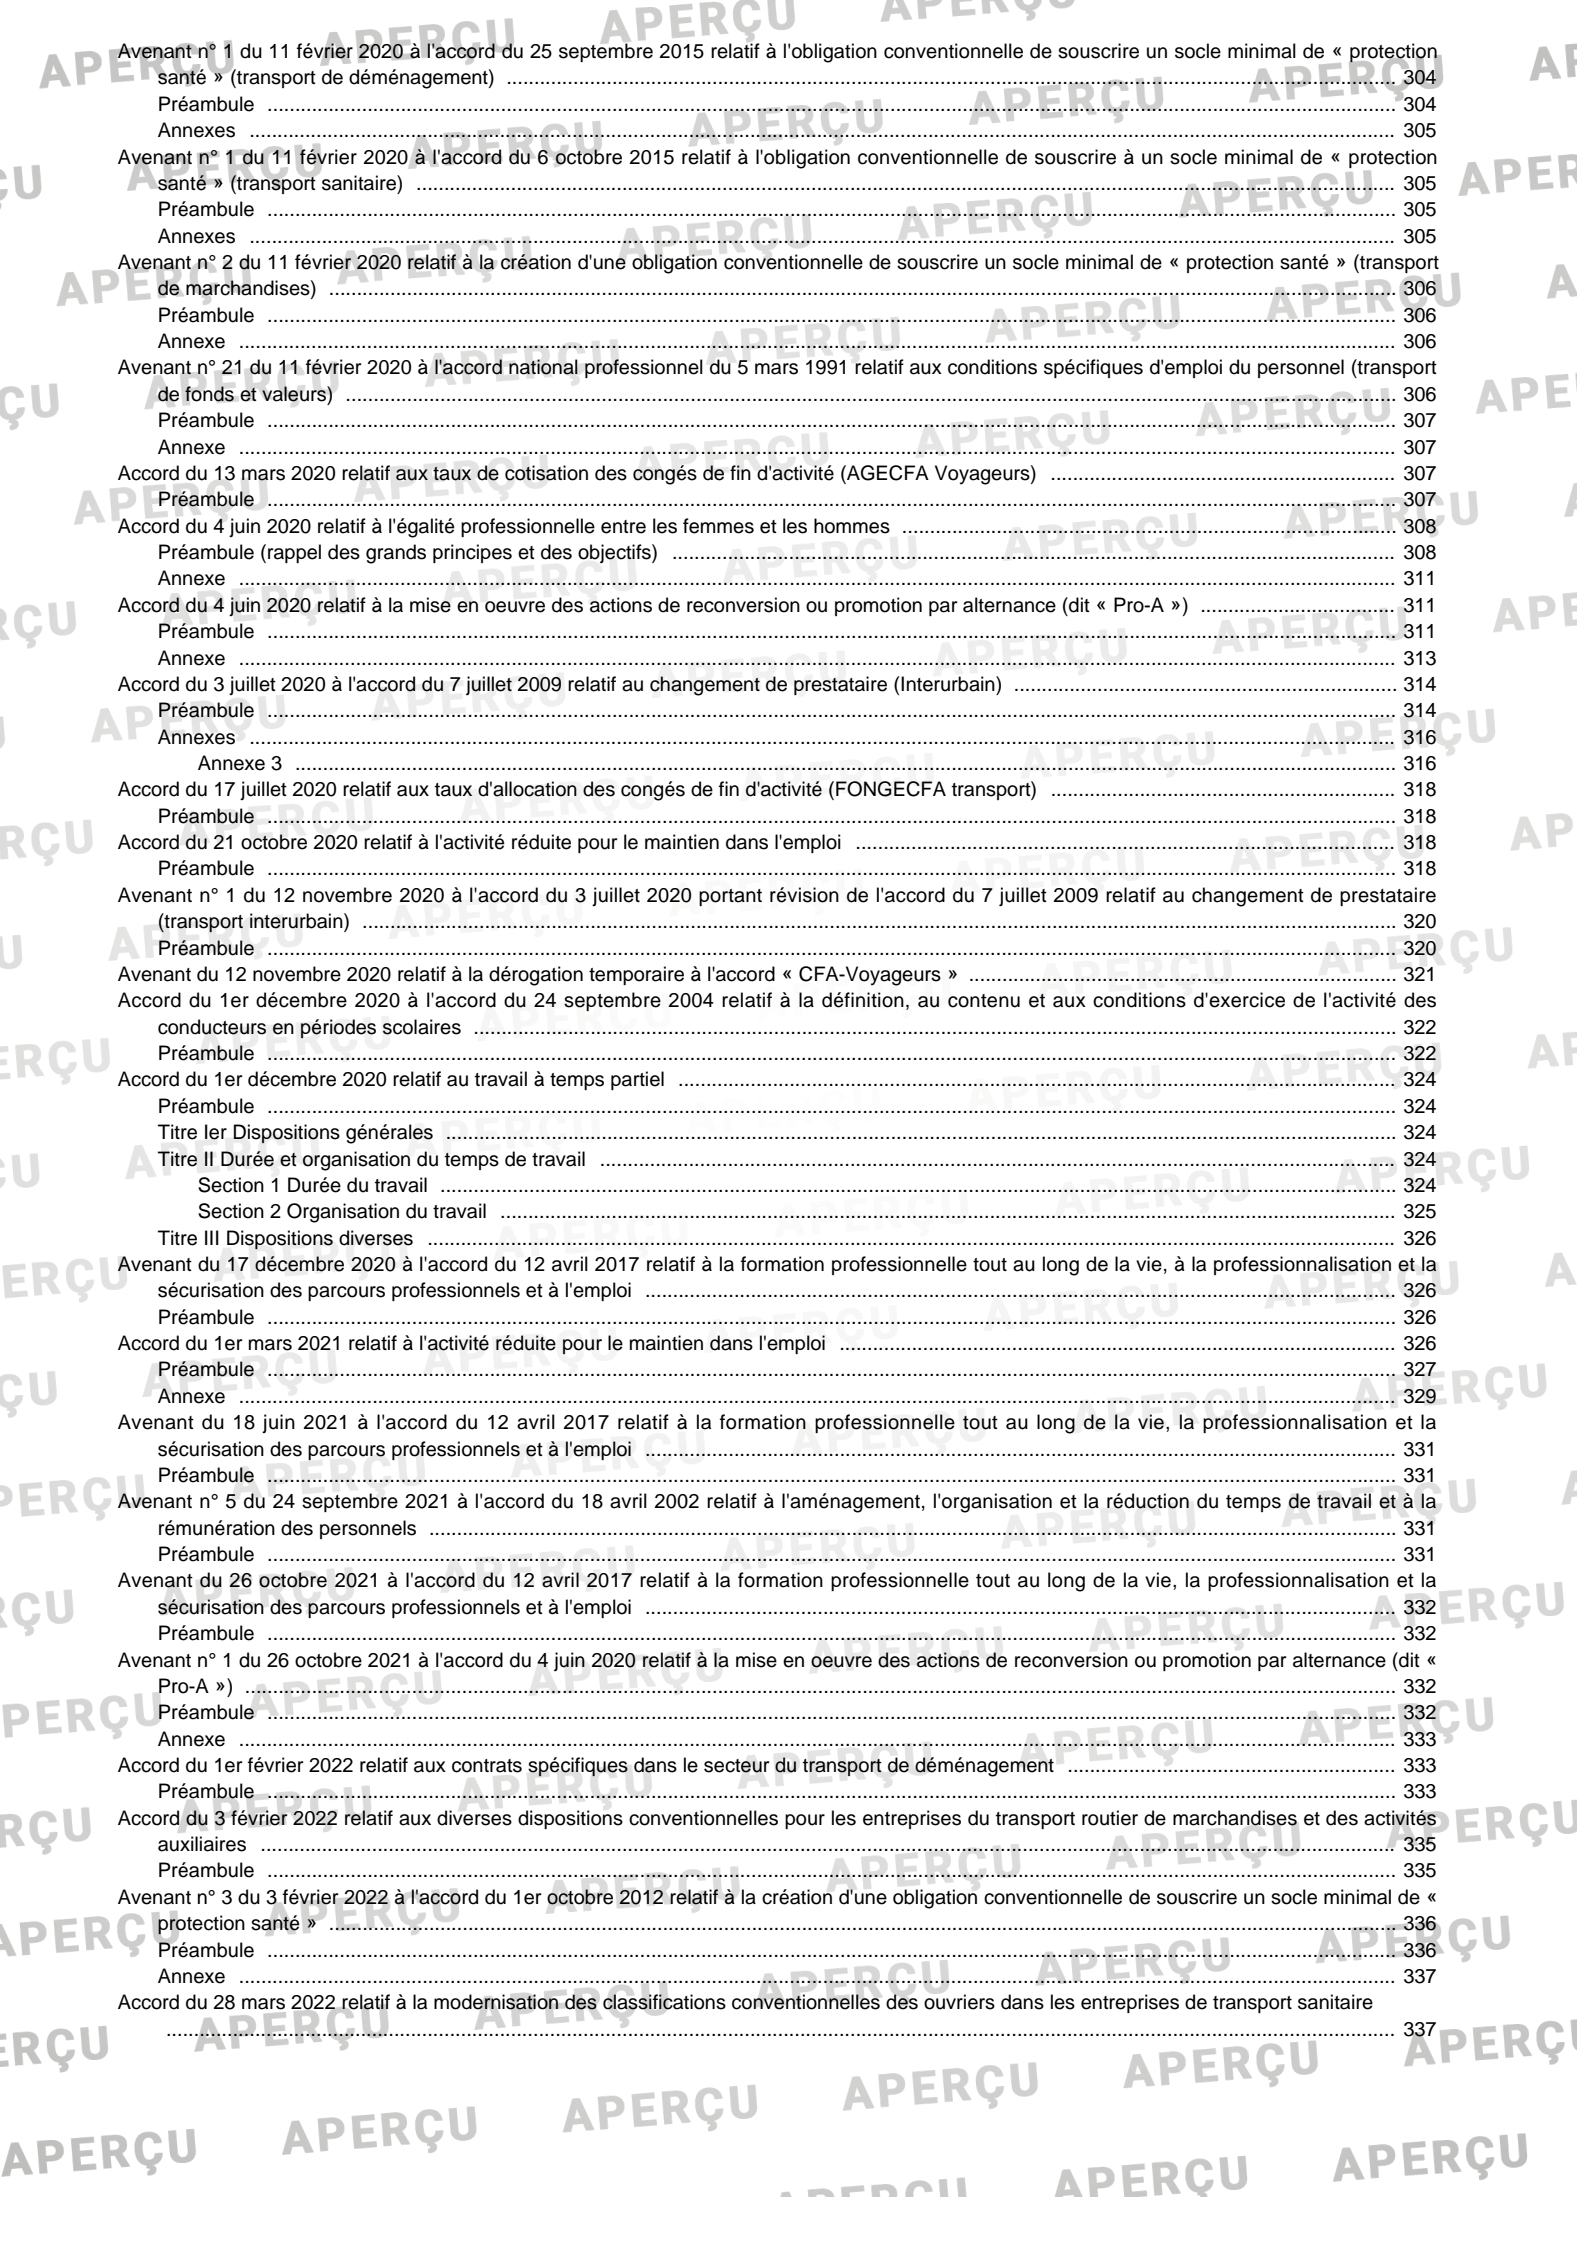 Avenant n° 1 du 11 février 2020 à l'accord du 25 septembre 2015 relatif à l'obligation conventionnelle de souscrire un socle minimal de « protection
santé » (transport de déménagement) 304
Préambule 304
Annexes 305
Avenant n° 1 du 11 février 2020 à l'accord du 6 octobre 2015 relatif à l'obligation conventionnelle de souscrire à un socle minimal de « protection
santé » (transport sanitaire) 305
Préambule 305
Annexes 305
Avenant n° 2 du 11 février 2020 relatif à la création d'une obligation conventionnelle de souscrire un socle minimal de « protection santé » (transport
de marchandises) 306
Préambule 306
Annexe 306
Avenant n° 21 du 11 février 2020 à l'accord national professionnel du 5 mars 1991 relatif aux conditions spécifiques d'emploi du personnel (transport
de fonds et valeurs) 306
Préambule 307
Annexe 307
Accord du 13 mars 2020 relatif aux taux de cotisation des congés de fin d'activité (AGECFA Voyageurs) 307
Préambule 307
Accord du 4 juin 2020 relatif à l'égalité professionnelle entre les femmes et les hommes 308
Préambule (rappel des grands principes et des objectifs) 308
Annexe 311
Accord du 4 juin 2020 relatif à la mise en oeuvre des actions de reconversion ou promotion par alternance (dit « Pro-A ») 311
Préambule 311
Annexe 313
Accord du 3 juillet 2020 à l'accord du 7 juillet 2009 relatif au changement de prestataire (Interurbain) 314
Préambule 314
Annexes 316
Annexe 3 316
Accord du 17 juillet 2020 relatif aux taux d'allocation des congés de fin d'activité (FONGECFA transport) 318
Préambule 318
Accord du 21 octobre 2020 relatif à l'activité réduite pour le maintien dans l'emploi 318
Préambule 318
Avenant n° 1 du 12 novembre 2020 à l'accord du 3 juillet 2020 portant révision de l'accord du 7 juillet 2009 relatif au changement de prestataire
(transport interurbain) 320
Préambule 320
Avenant du 12 novembre 2020 relatif à la dérogation temporaire à l'accord « CFA-Voyageurs » 321
Accord du 1er décembre 2020 à l'accord du 24 septembre 2004 relatif à la définition, au contenu et aux conditions d'exercice de l'activité des
conducteurs en périodes scolaires 322
Préambule 322
Accord du 1er décembre 2020 relatif au travail à temps partiel 324
Préambule 324
Titre Ier Dispositions générales 324
Titre II Durée et organisation du temps de travail 324
Section 1 Durée du travail 324
Section 2 Organisation du travail 325
Titre III Dispositions diverses 326
Avenant du 17 décembre 2020 à l'accord du 12 avril 2017 relatif à la formation professionnelle tout au long de la vie, à la professionnalisation et la
sécurisation des parcours professionnels et à l'emploi 326
Préambule 326
Accord du 1er mars 2021 relatif à l'activité réduite pour le maintien dans l'emploi 326
Préambule 327
Annexe 329
Avenant du 18 juin 2021 à l'accord du 12 avril 2017 relatif à la formation professionnelle tout au long de la vie, la professionnalisation et la
sécurisation des parcours professionnels et à l'emploi 331
Préambule 331
Avenant n° 5 du 24 septembre 2021 à l'accord du 18 avril 2002 relatif à l'aménagement, l'organisation et la réduction du temps de travail et à la
rémunération des personnels 331
Préambule 331
Avenant du 26 octobre 2021 à l'accord du 12 avril 2017 relatif à la formation professionnelle tout au long de la vie, la professionnalisation et la
sécurisation des parcours professionnels et à l'emploi 332
Préambule 332
Avenant n° 1 du 26 octobre 2021 à l'accord du 4 juin 2020 relatif à la mise en oeuvre des actions de reconversion ou promotion par alternance (dit «
Pro-A ») 332
Préambule 332
Annexe 333
Accord du 1er février 2022 relatif aux contrats spécifiques dans le secteur du transport de déménagement 333
Préambule 333
Accord du 3 février 2022 relatif aux diverses dispositions conventionnelles pour les entreprises du transport routier de marchandises et des activités
auxiliaires 335
Préambule 335
Avenant n° 3 du 3 février 2022 à l'accord du 1er octobre 2012 relatif à la création d'une obligation conventionnelle de souscrire un socle minimal de «
protection santé » 336
Préambule 336
Annexe 337
Accord du 28 mars 2022 relatif à la modernisation des classifications conventionnelles des ouvriers dans les entreprises de transport sanitaire
337
APERÇU